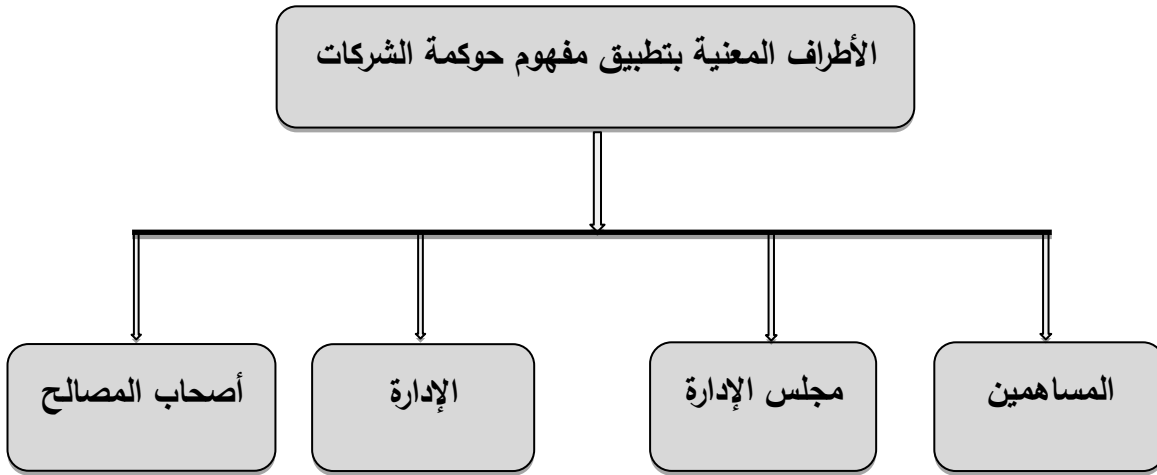 الأطراف المعنية بتطبيق مفهوم حوكمة الشركات
المساهمين
مجلس الإدارة
الإدارة
أصحاب المصالح